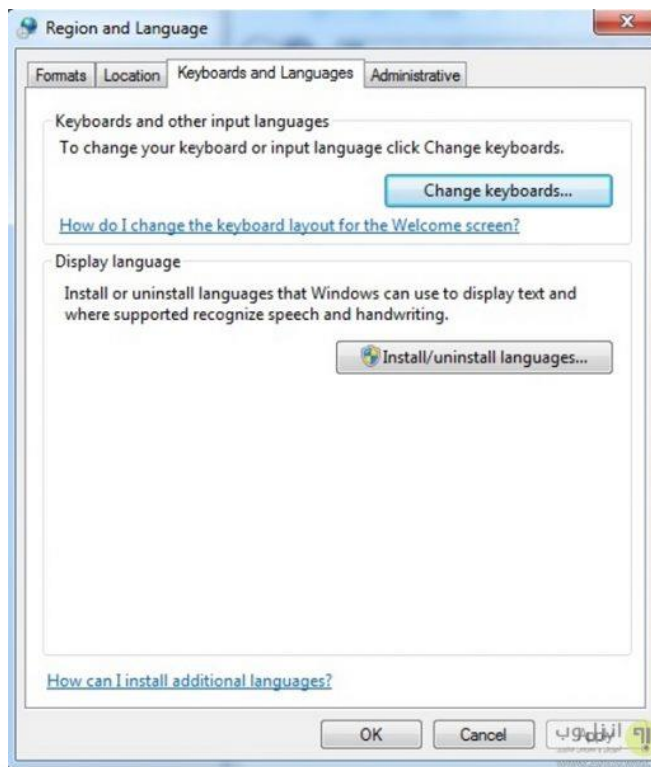 Region and Language
Formats Location Keyboards and Languages Administrative
Keyboards and other input languages
To change your keyboard or input language click Change keyboards.
Change keyboards...
How do I change the keyboard layout for the Welcome screen?
Display language
Install or uninstall languages that Windows can use to display text and
where supported recognize speech and handwriting.
Install/uninstall languages...
How can I install additional languages?
OK Cancel Apply